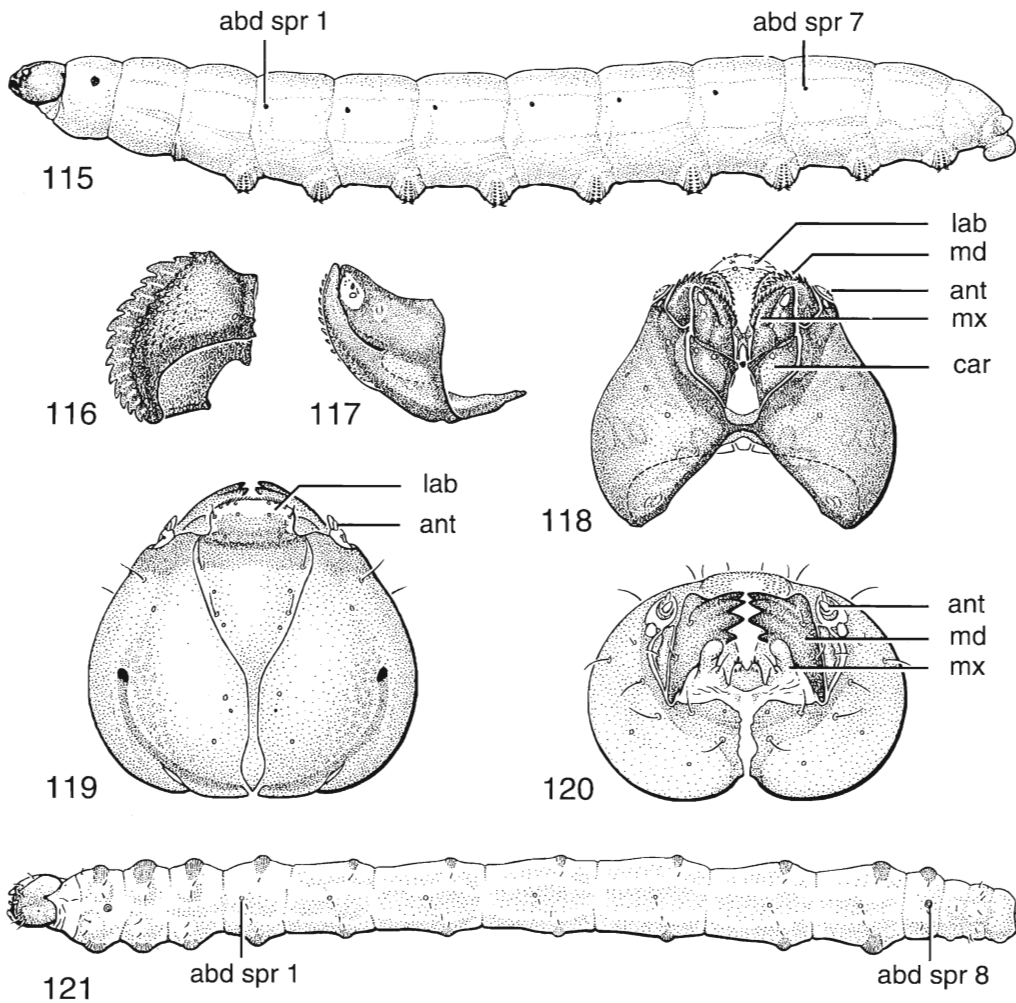 abd spr 1
abd spr 7
115
lab
md
ant
mx
car
116
117
118
lab
ant
119
ant
md
mx
120
abd spr 1
abd spr 8
121